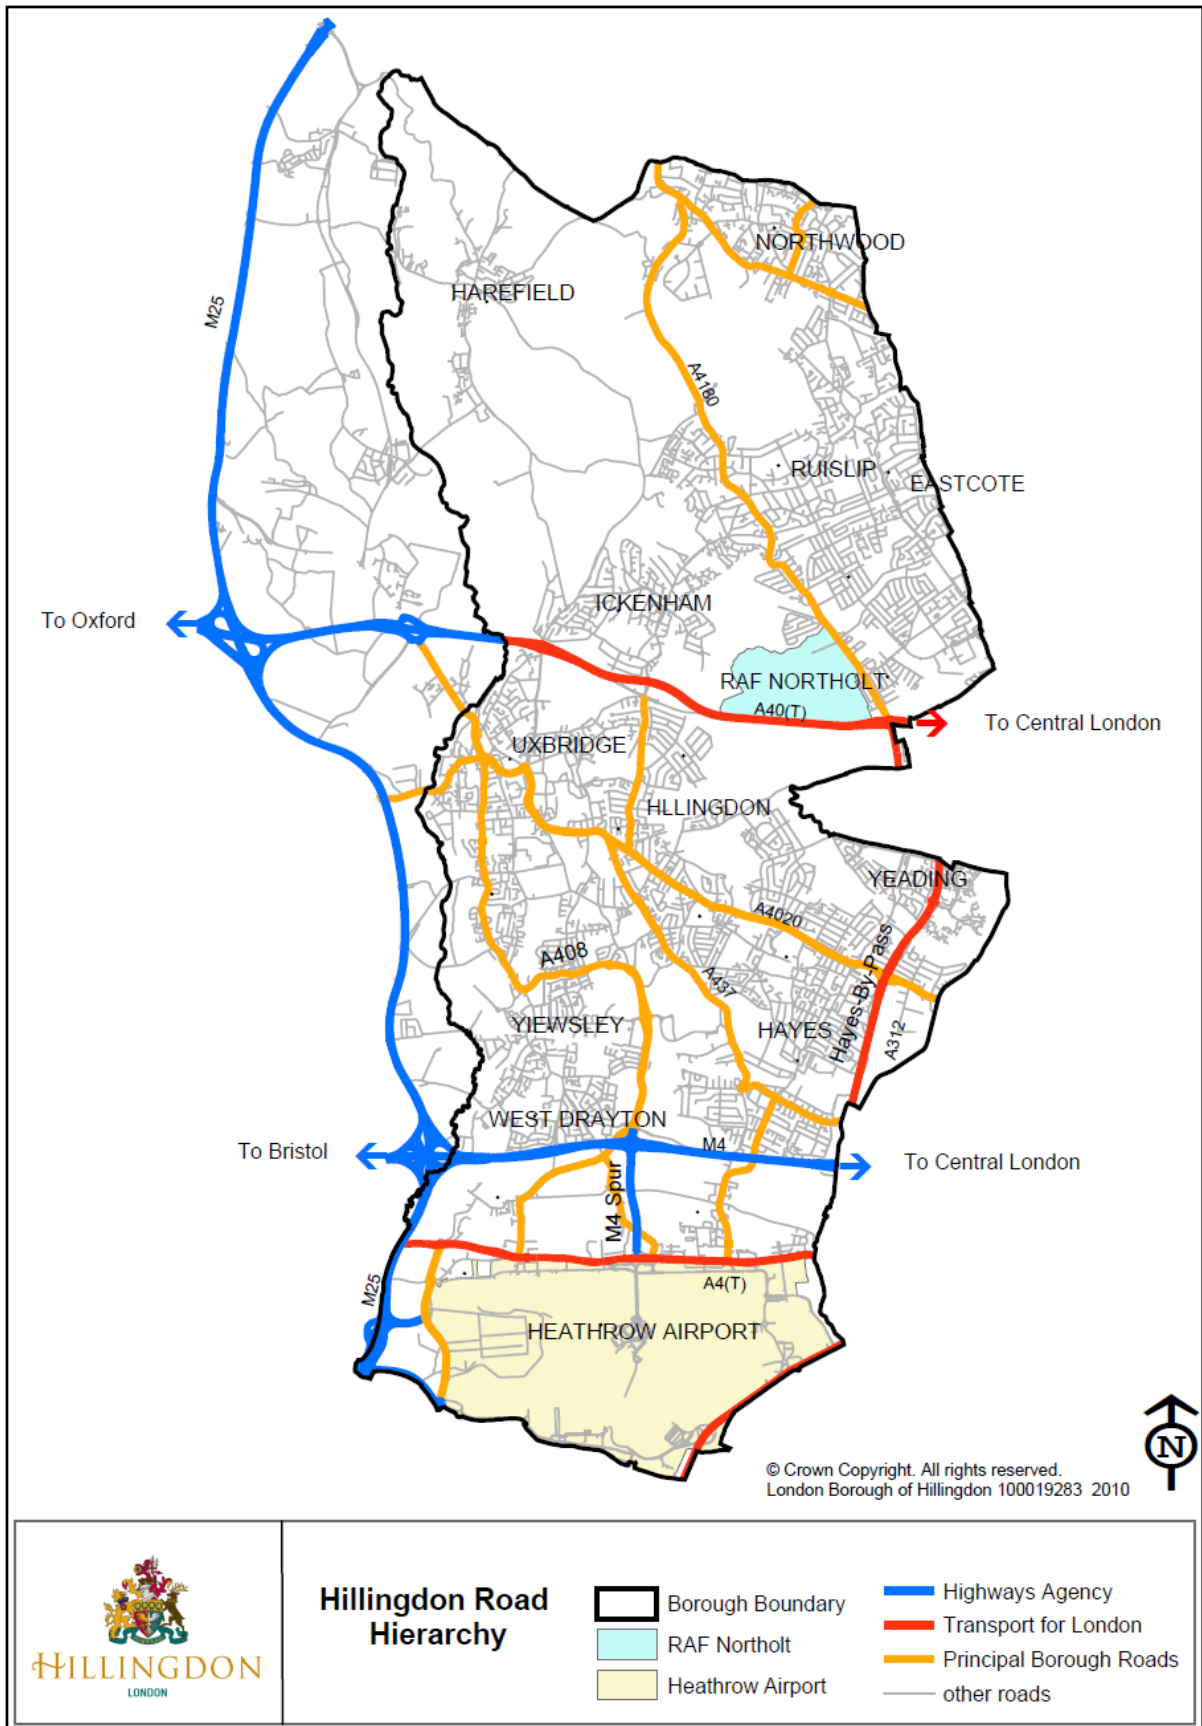 NORTHWOOD
HAREFIELD
M25
A4180
RUISLIP
EASTCOTE
ICKENHAM
To Oxford
RAF NORTHOLT
A40(T)
To Central London
UXBRIDGE
HLLINGDON
YEADING
A4020
Hayes-By-Pass
A408
A437
YIEWSLEY
HAYES
A312
WEST DRAYTON
M4
To Bristol
To Central London
M4 Spur
M25
A4(T)
HEATHROW AIRPORT
N
© Crown Copyright. All rights reserved.
London Borough of Hillingdon 100019283 2010
HILLINGDON
LONDON
Hillingdon Road
Hierarchy
Borough Boundary
RAF Northolt
Heathrow Airport
Highways Agency
Transport for London
Principal Borough Roads
other roads